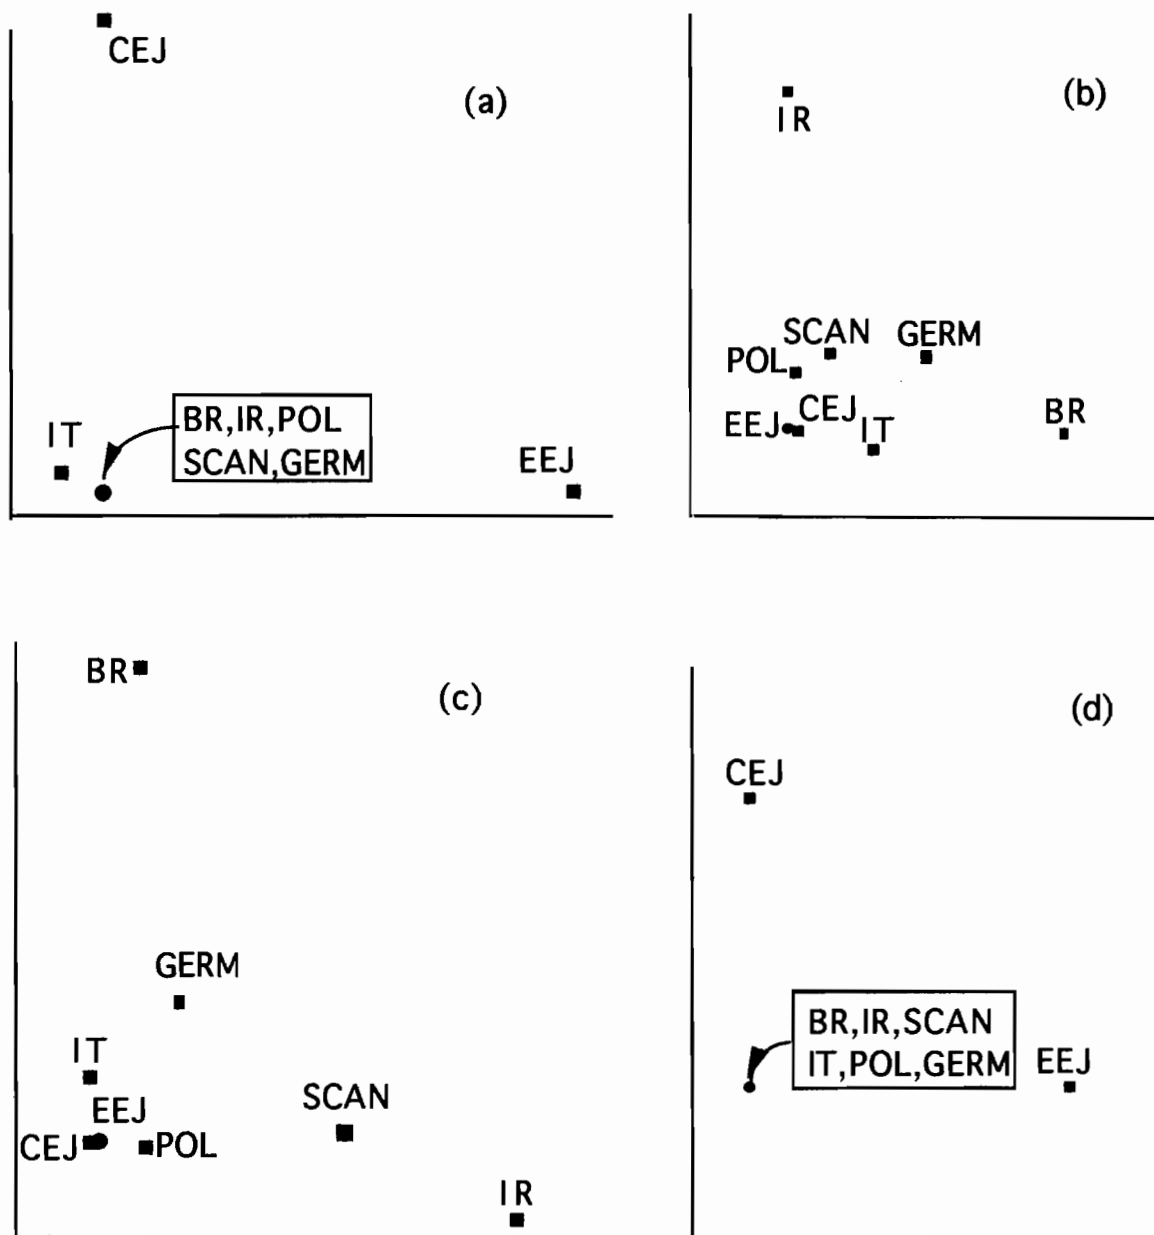 CEJ
(a)
IT
BR,IR,POL
SCAN,GERM
EEJ
(b)
IR
SCAN
GERM
POL
EEJ
CEJ
IT
BR
BR
(c)
GERM
IT
EEJ
CEJ
POL
SCAN
IR
(d)
CEJ
BR,IR,SCAN
IT,POL,GERM
EEJ